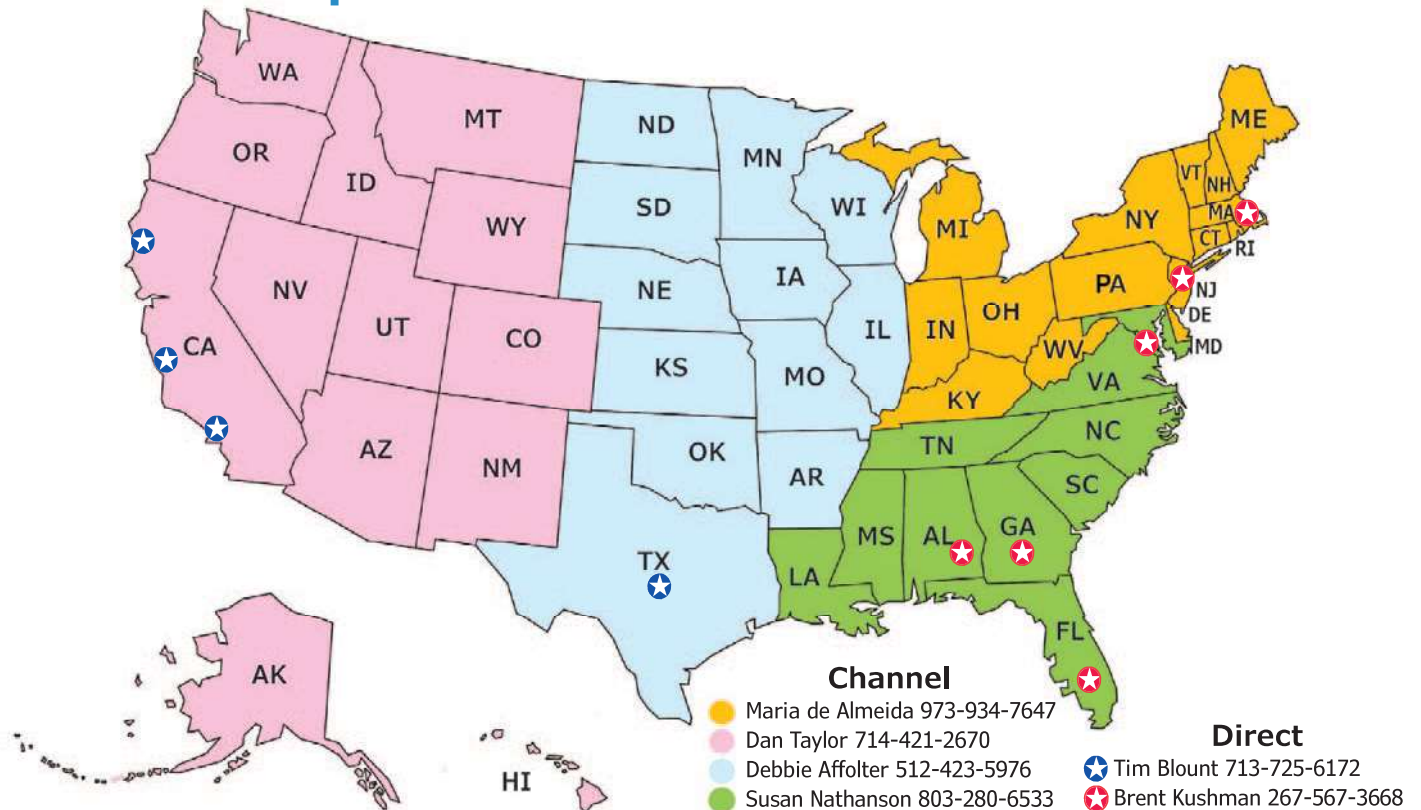 WA
MT
ND
MN
ME
OR
ID
SD
WI
VT
NH
WY
MI
NY
MA
CT
RI
NV
NE
IA
PA
NJ
UT
CO
IL
IN
OH
DE
CA
KS
MO
WV
MD
VA
KY
AZ
NM
OK
AR
TN
NC
SC
TX
MS
AL
GA
LA
FL
AK
HI
Channel
Maria de Almeida 973-934-7647
Dan Taylor 714-421-2670
Debbie Affolter 512-423-5976
Susan Nathanson 803-280-6533
Direct
Tim Blount 713-725-6172
Brent Kushman 267-567-3668